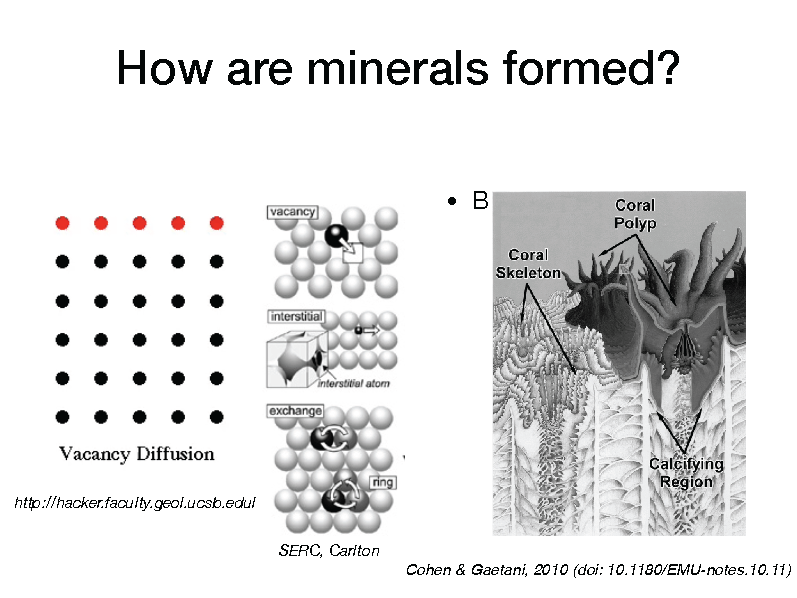 How are minerals formed?
vacancy
interstitial
interstitial atom
exchange
ring
Vacancy Diffusion
http://hacker.faculty.geol.ucsb.edu/
SERC, Carlton
• B
Coral
Polyp
Coral
Skeleton
Calcifying
Region
Cohen & Gaetani, 2010 (doi: 10.1180/EMU-notes.10.11)